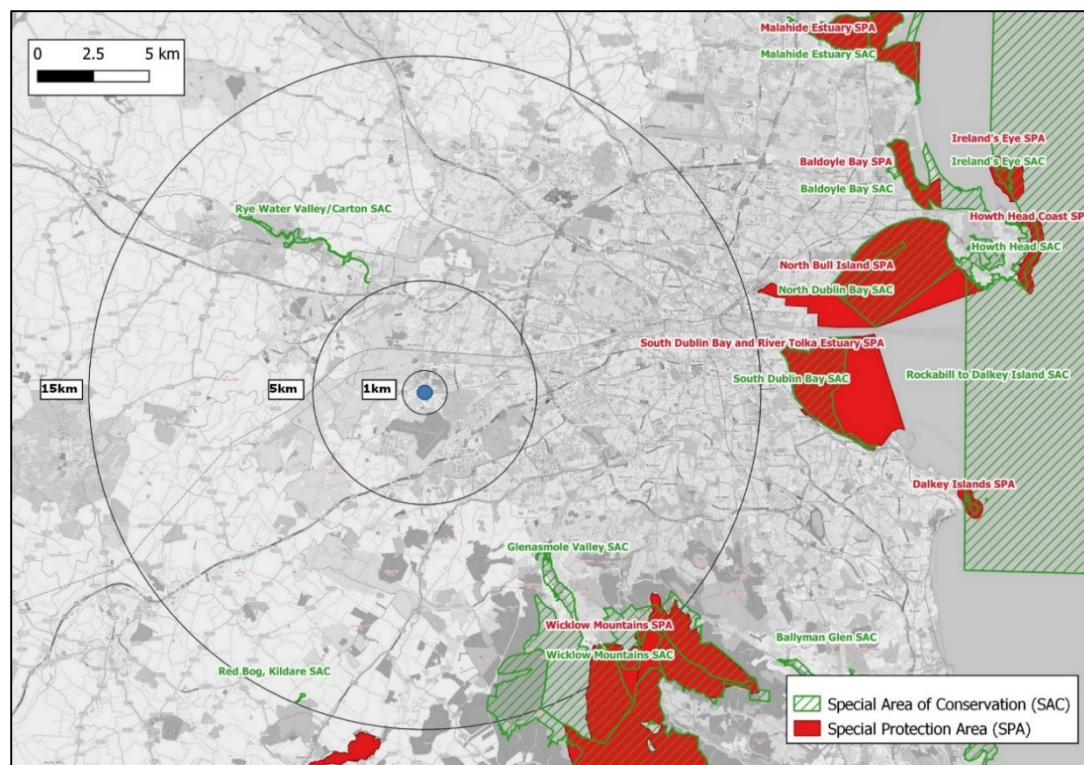 0 2.5 5 km
Malahide Estuary SPA
Malahide Estuary SAC
Ireland's Eye SPA
Baldoyle Bay SPA
Ireland's Eye SAC
Baldoyle Bay SAC
Rye Water Valley/Carton SAC
Howth Head Coast SP
Howth Head SAC
North Bull Island SPA
North Dublin Bay SAC
South Dublin Bay and River Tolka Estuary SPA
South Dublin Bay SAC
Rockabill to Dalkey Island SAC
15km
5km
1km
Dalkey Islands SPA
Glenasmole Valley SAC
Wicklow Mountains SPA
Ballyman Glen SAC
Wicklow Mountains SAC
Red Bog, Kildare SAC
Special Area of Conservation (SAC)
Special Protection Area (SPA)